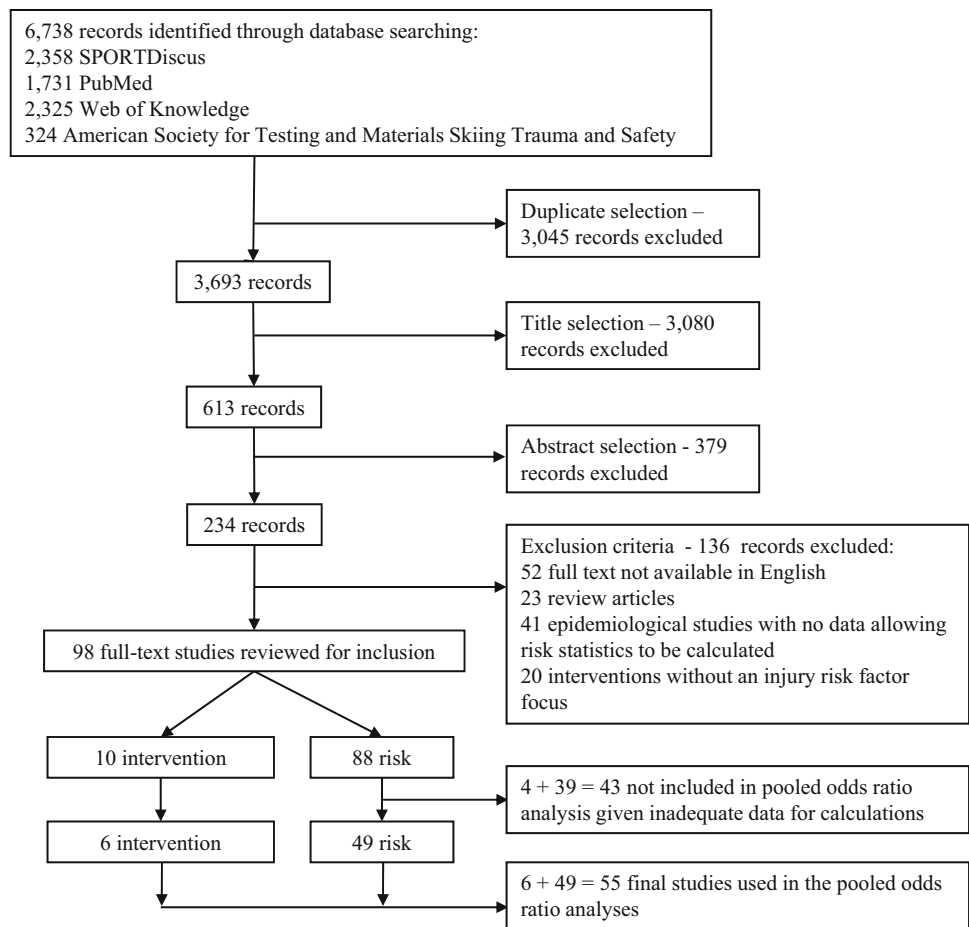 6,738 records identified through database searching:
2,358 SPORTDiscus
1,731 PubMed
2,325 Web of Knowledge
324 American Society for Testing and Materials Skiing Trauma and Safety
Duplicate selection –
3,045 records excluded
3,693 records
Title selection – 3,080
records excluded
613 records
Abstract selection - 379
records excluded
234 records
Exclusion criteria - 136 records excluded:
52 full text not available in English
23 review articles
41 epidemiological studies with no data allowing
risk statistics to be calculated
20 interventions without an injury risk factor
focus
98 full-text studies reviewed for inclusion
10 intervention
88 risk
4 + 39 = 43 not included in pooled odds ratio
analysis given inadequate data for calculations
6 intervention
49 risk
6 + 49 = 55 final studies used in the pooled odds
ratio analyses